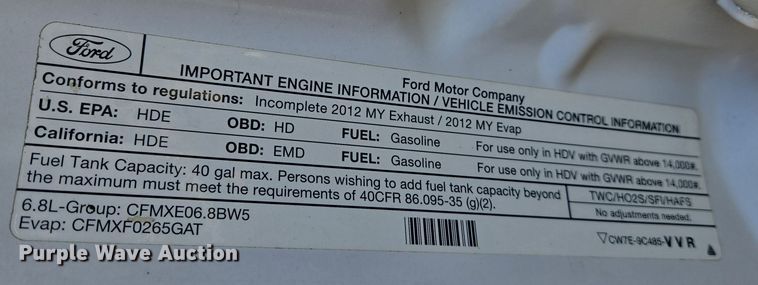 Ford
Ford Motor Company
IMPORTANT ENGINE INFORMATION / VEHICLE EMISSION CONTROL INFORMATION
Conforms to regulations: Incomplete 2012 MY Exhaust / 2012 MY Evap
U.S. EPA: HDE OBD: HD FUEL: Gasoline For use only in HDV with GVWR above 14,000#.
California: HDE OBD: EMD FUEL: Gasoline For use only in HDV with GVWR above 14,000#.
Fuel Tank Capacity: 40 gal max. Persons wishing to add fuel tank capacity beyond
the maximum must meet the requirements of 40CFR 86.095-35 (g)(2).
TWC/HO2S/SFI/HAFS
No adjustments needed.
6.8L-Group: CFMXE06.8BW5
Evap: CFMXF0265GAT
CW7E-9C485-VVR
Purple Wave Auction